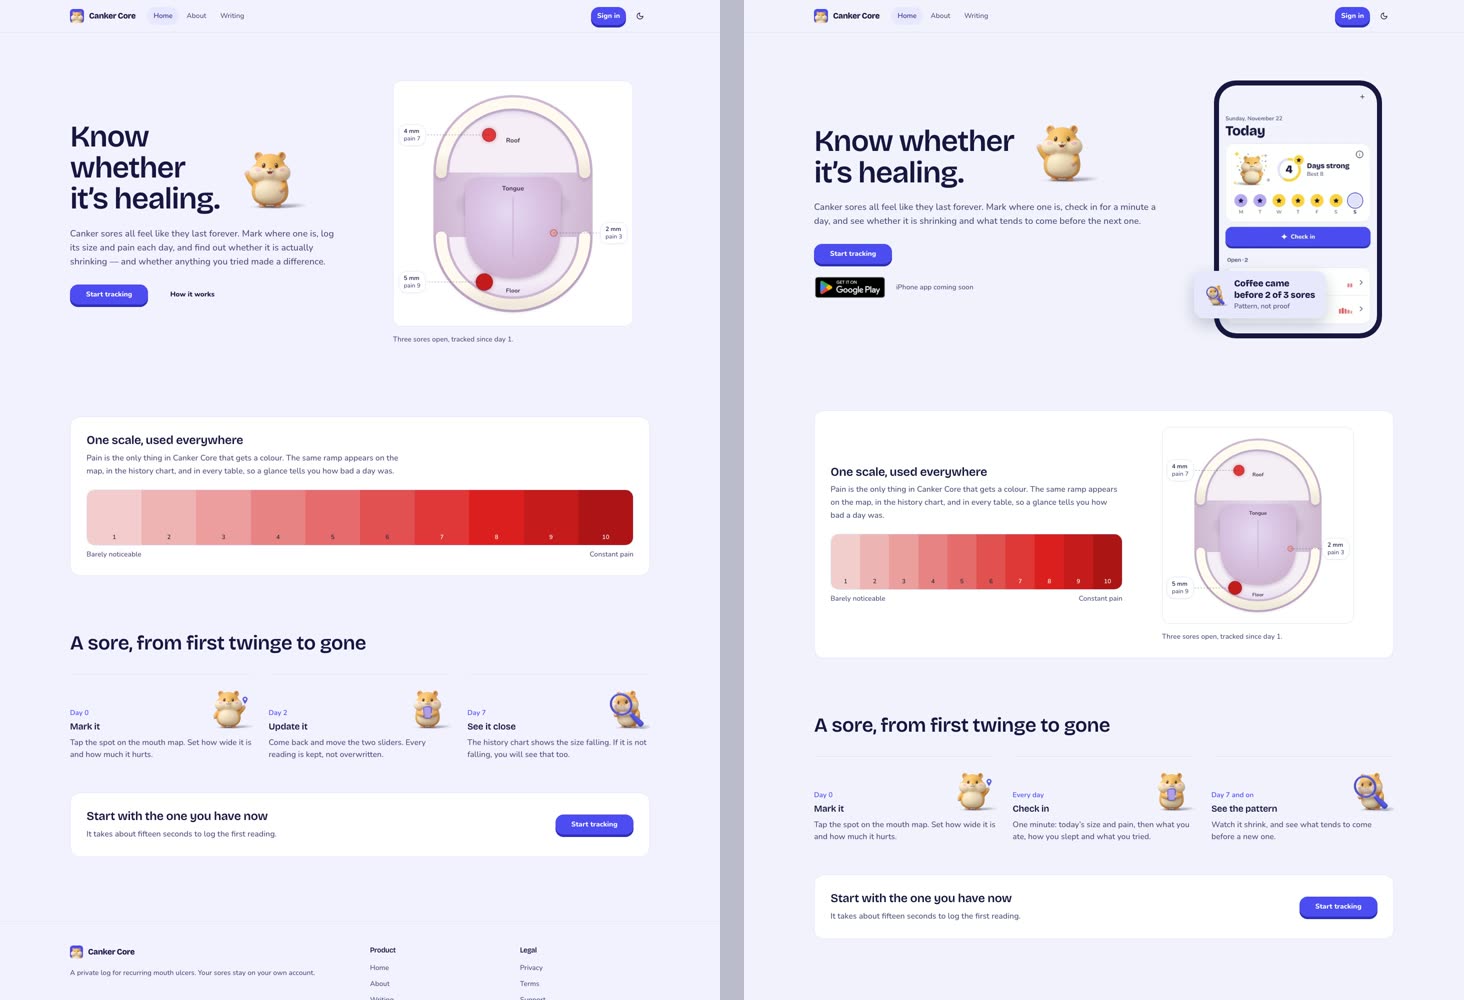 Canker Core
Home
About
Writing
Sign in
Know
whether
it's healing.
Canker sores all feel like they last forever. Mark where one is, log
its size and pain each day, and find out whether it is actually
shrinking — and whether anything you tried made a difference.
Start tracking
How it works
4 mm
pain 7
Roof
Tongue
2 mm
pain 3
5 mm
pain 9
Floor
Three sores open, tracked since day 1.
One scale, used everywhere
Pain is the only thing in Canker Core that gets a colour. The same ramp appears on the
map, in the history chart, and in every table, so a glance tells you how bad a day was.
1 2 3 4 5 6 7 8 9 10
Barely noticeable
Constant pain
A sore, from first twinge to gone
Day 0
Mark it
Tap the spot on the mouth map. Set how wide it is
and how much it hurts.
Day 2
Update it
Come back and move the two sliders. Every
reading is kept, not overwritten.
Day 7
See it close
The history chart shows the size falling. If it is not
falling, you will see that too.
Start with the one you have now
It takes about fifteen seconds to log the first reading.
Start tracking
Canker Core
A private log for recurring mouth ulcers. Your sores stay on your own account.
Product
Home
About
Writing
Legal
Privacy
Terms
Support
Canker Core
Home
About
Writing
Sign in
Know whether
it's healing.
Canker sores all feel like they last forever. Mark where one is, check in for a minute a
day, and see whether it is shrinking and what tends to come before the next one.
Start tracking
GET IT ON
Google Play
iPhone app coming soon
Sunday, November 22
Today
4
Days strong
Best 8
M T W T F S S
Check in
Open · 2
Coffee came
before 2 of 3 sores
Pattern, not proof
One scale, used everywhere
Pain is the only thing in Canker Core that gets a colour. The same ramp appears
on the map, in the history chart, and in every table, so a glance tells you how
bad a day was.
1 2 3 4 5 6 7 8 9 10
Barely noticeable
Constant pain
4 mm
pain 7
Roof
Tongue
2 mm
pain 3
5 mm
pain 9
Floor
Three sores open, tracked since day 1.
A sore, from first twinge to gone
Day 0
Mark it
Tap the spot on the mouth map. Set how wide it is
and how much it hurts.
Every day
Check in
One minute: today's size and pain, then what you
ate, how you slept and what you tried.
Day 7 and on
See the pattern
Watch it shrink, and see what tends to come
before a new one.
Start with the one you have now
It takes about fifteen seconds to log the first reading.
Start tracking